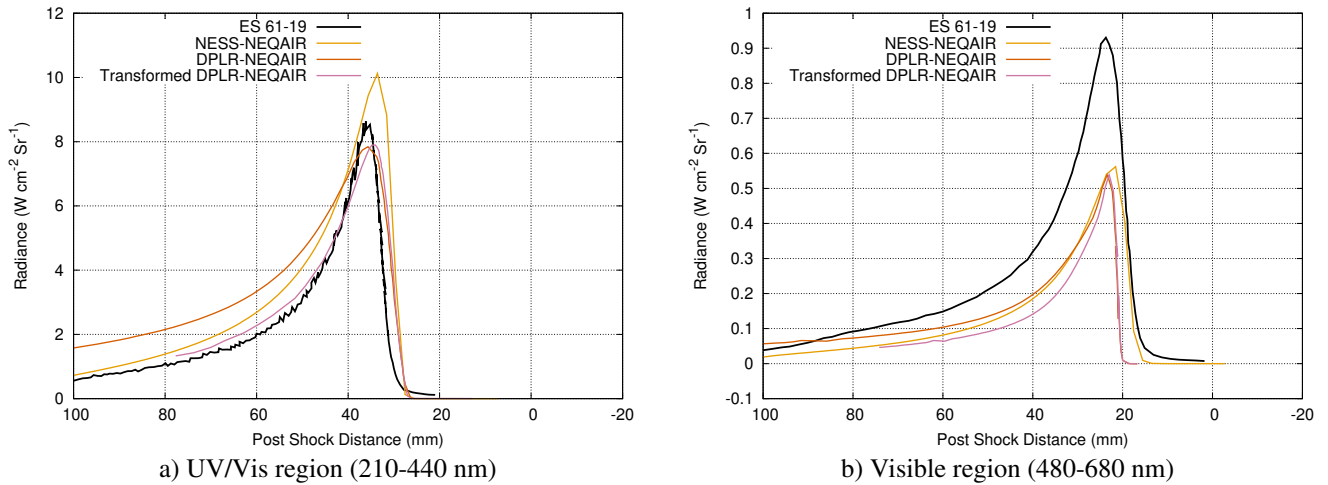 ES 61-19
NESS-NEQAIR
DPLR-NEQAIR
Transformed DPLR-NEQAIR
Radiance (W cm-2 Sr-1)
12
10
8
6
4
2
0
100 80 60 40 20 0 -20
Post Shock Distance (mm)
a) UV/Vis region (210-440 nm)
ES 61-19
NESS-NEQAIR
DPLR-NEQAIR
Transformed DPLR-NEQAIR
Radiance (W cm-2 Sr-1)
1
0.9
0.8
0.7
0.6
0.5
0.4
0.3
0.2
0.1
0
-0.1
100 80 60 40 20 0 -20
Post Shock Distance (mm)
b) Visible region (480-680 nm)